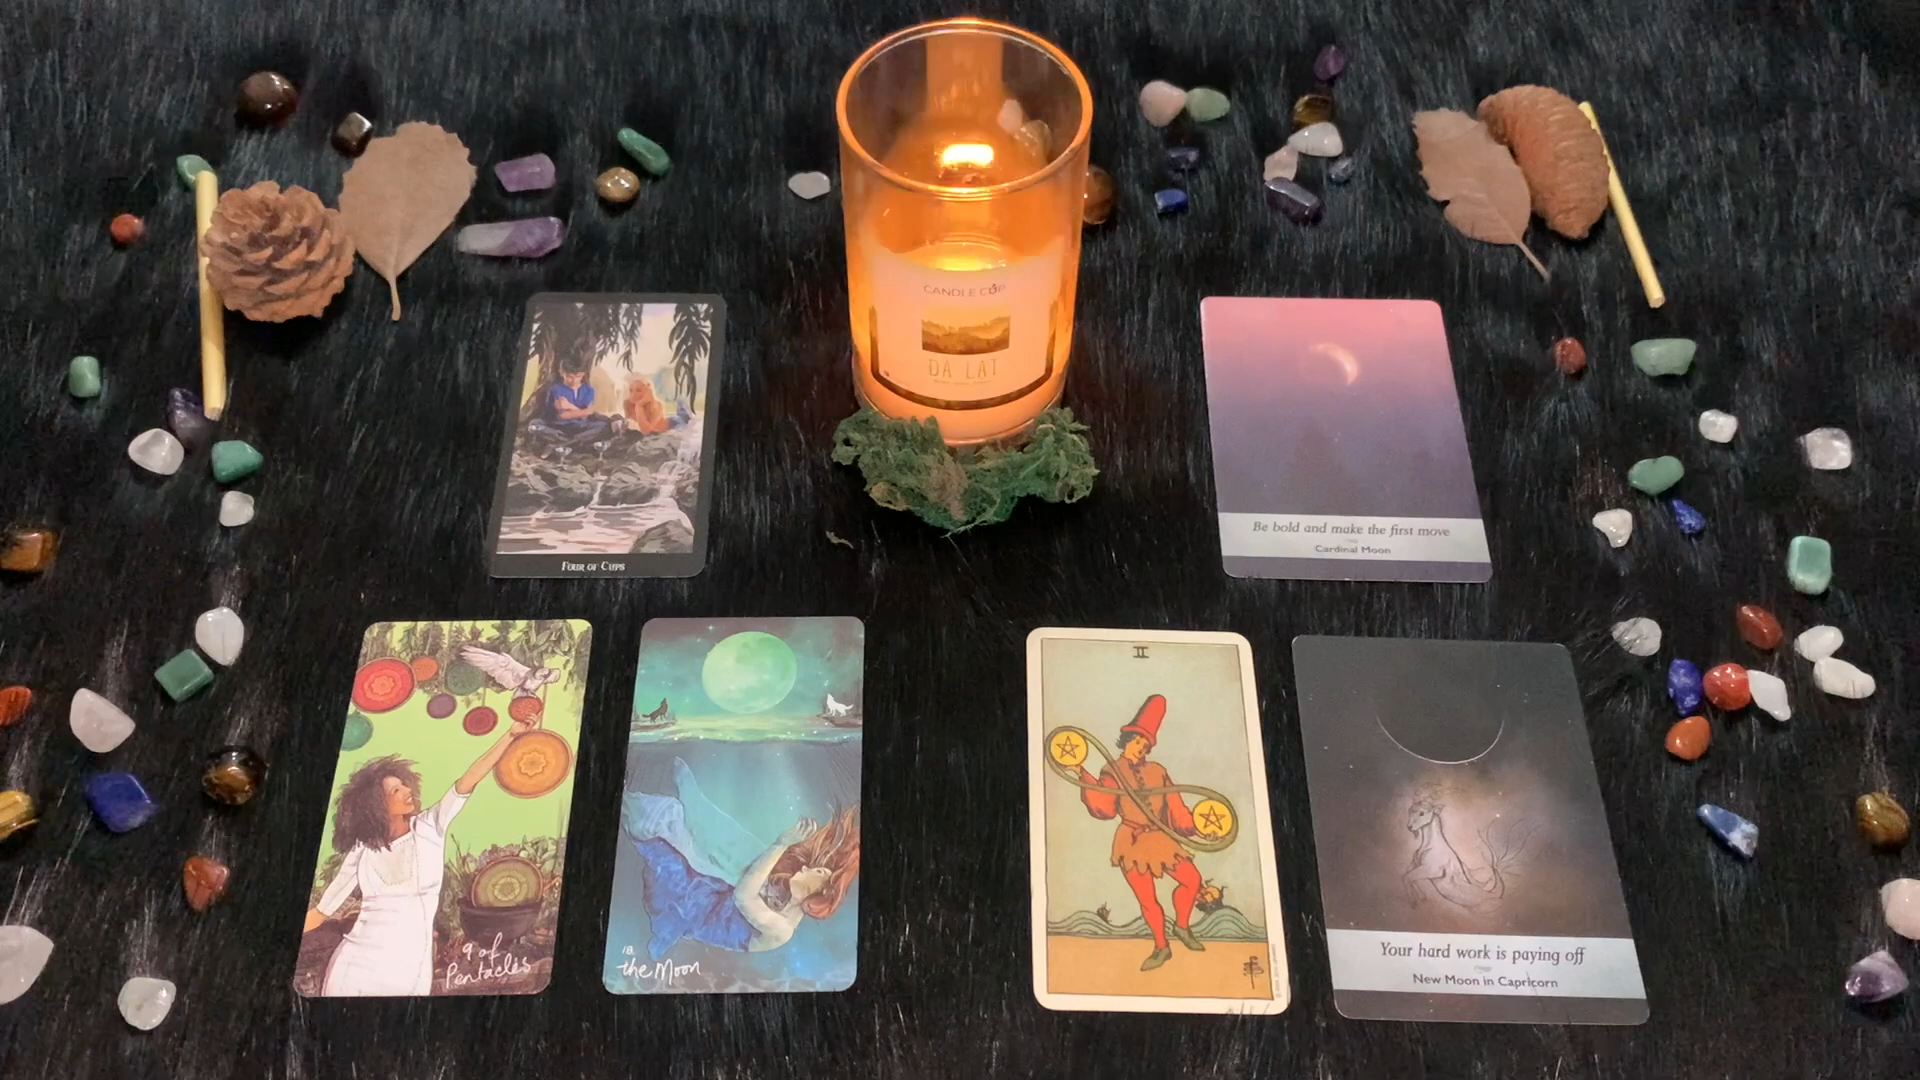 CANDLE CUP
DA LAT
FOUR OF CUPS
Be bold and make the first move
Cardinal Moon
9 of
Pentacles
18.
the Moon
II
Your hard work is paying off
New Moon in Capricorn